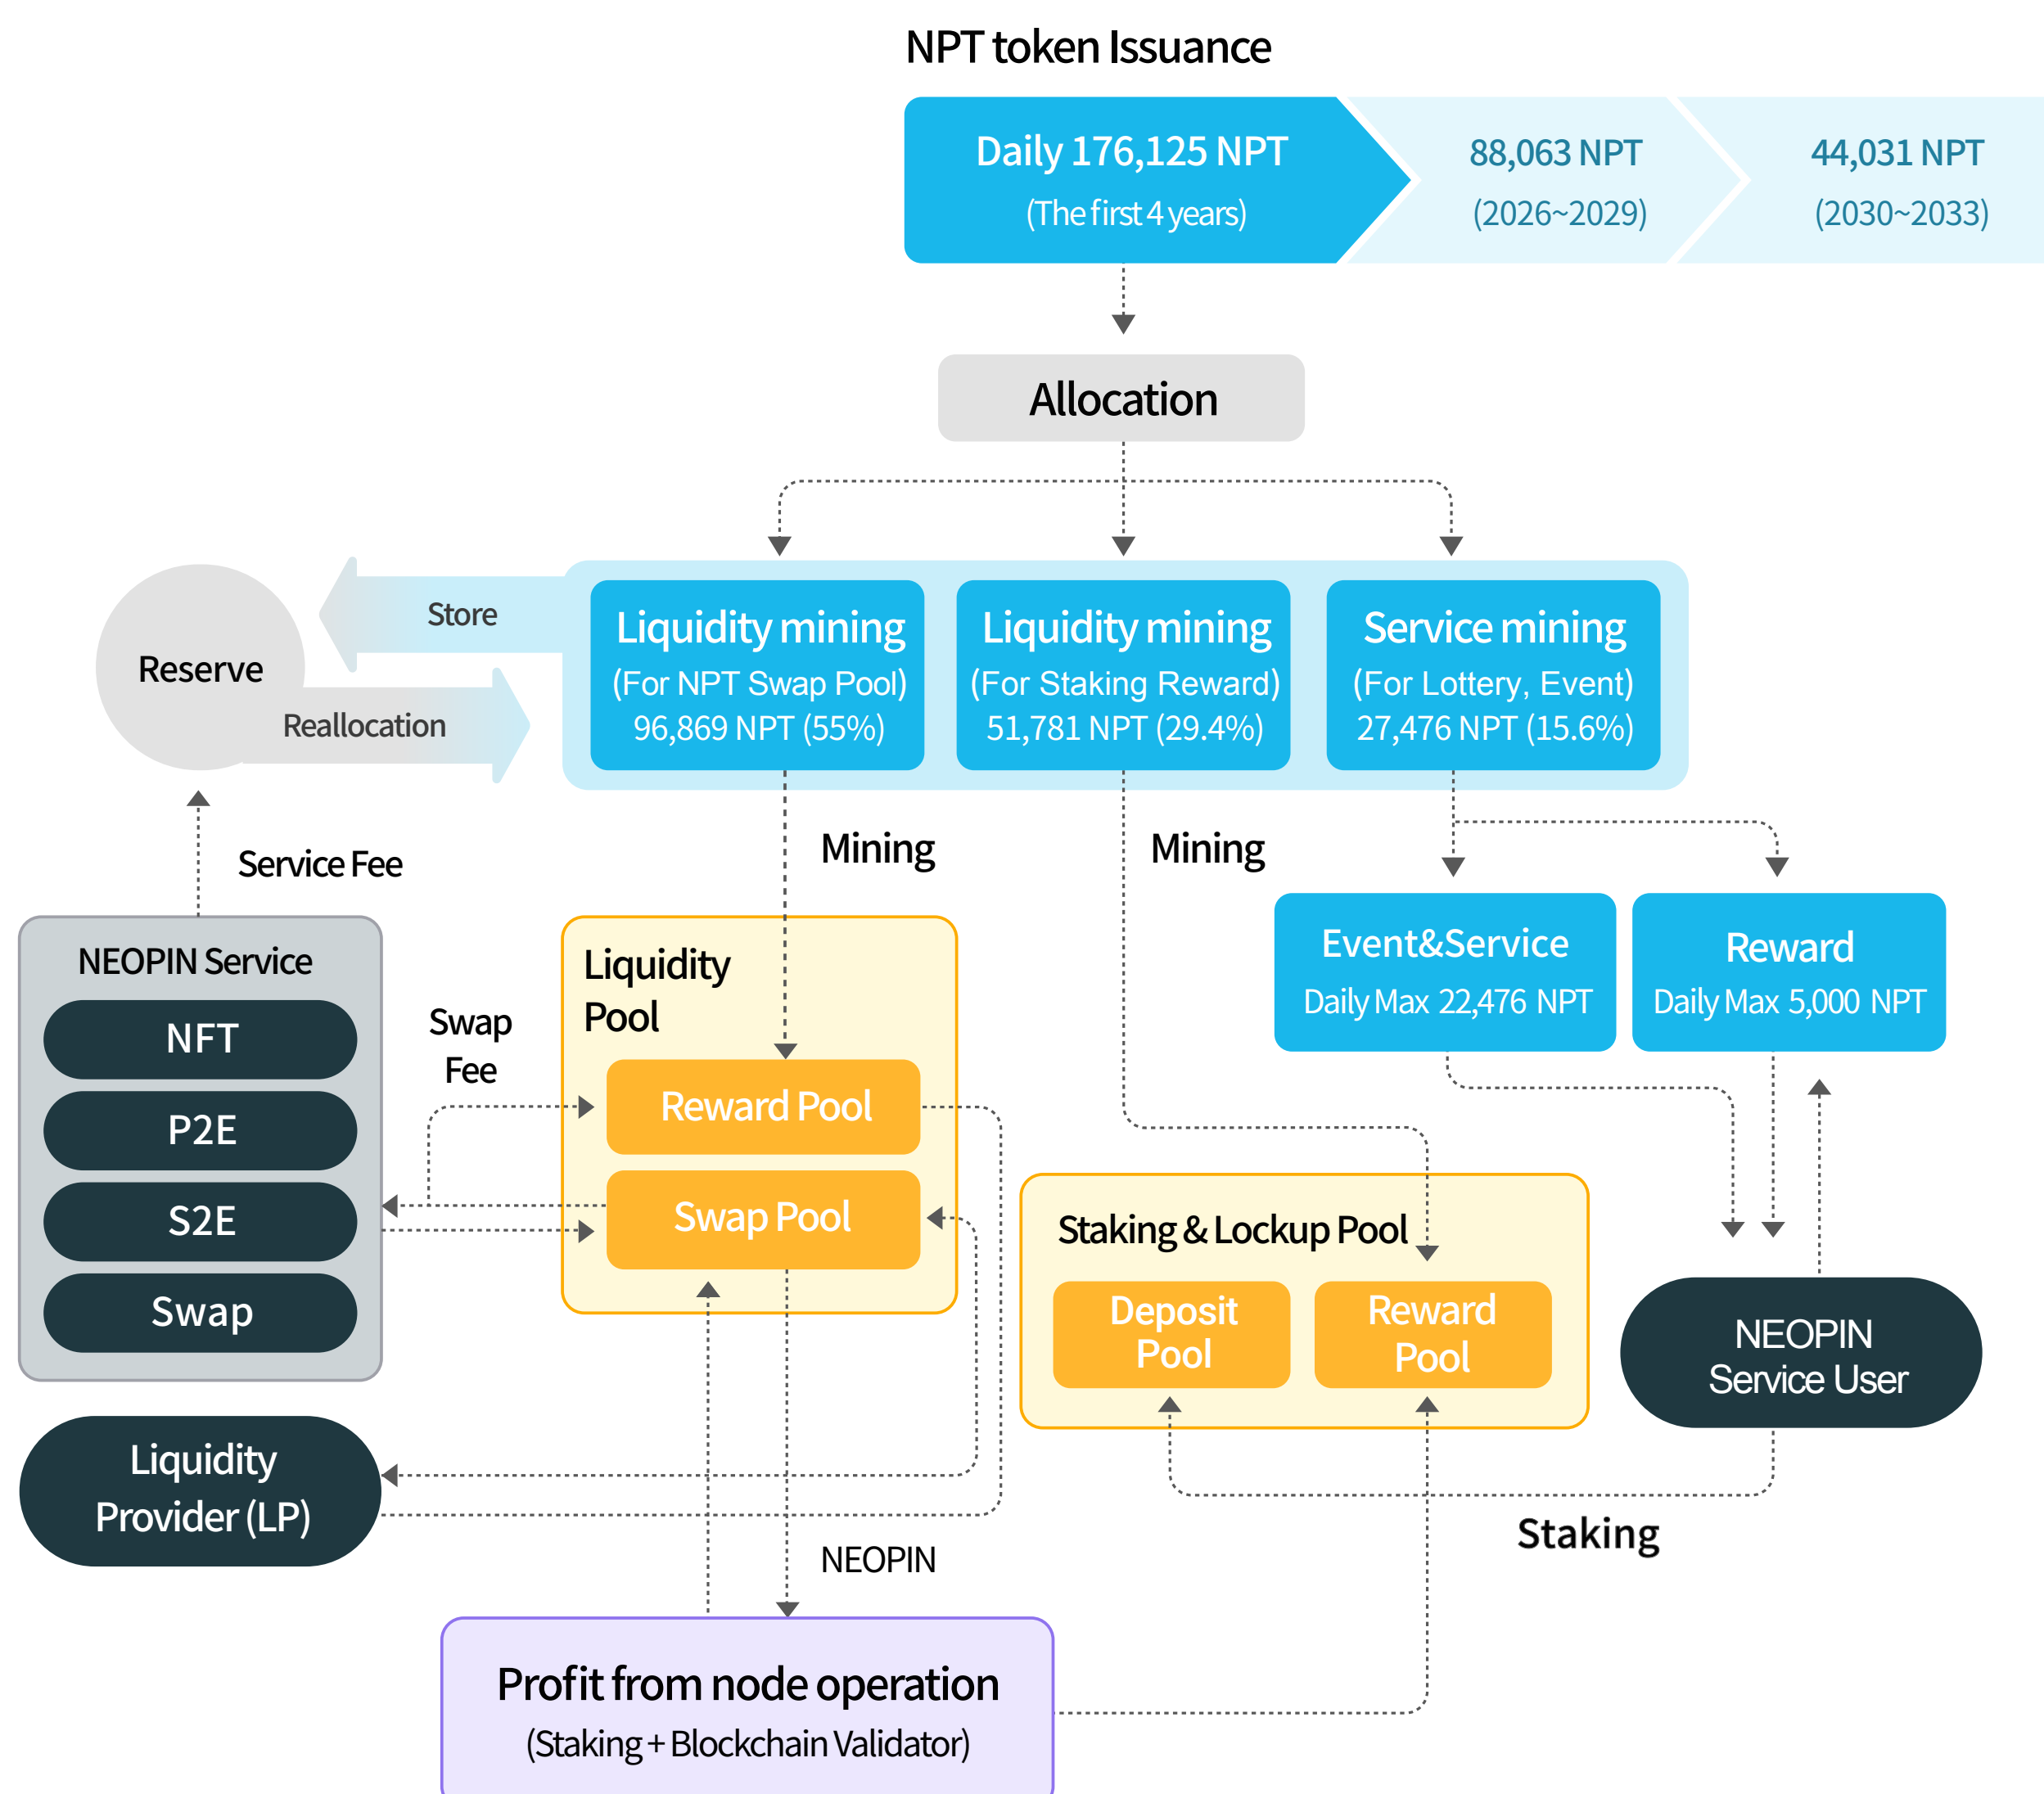 NPT token Issuance
Daily 176,125 NPT
(The first 4 years)
88,063 NPT
(2026~2029)
44,031 NPT
(2030~2033)
Allocation
Reserve
Store
Reallocation
Liquidity mining
(For NPT Swap Pool)
96,869 NPT (55%)
Liquidity mining
(For Staking Reward)
51,781 NPT (29.4%)
Service mining
(For Lottery, Event)
27,476 NPT (15.6%)
Service Fee
Mining
Mining
Event&Service
Daily Max 22,476 NPT
Reward
Daily Max 5,000 NPT
NEOPIN Service
NFT
P2E
S2E
Swap
Swap
Fee
Liquidity
Pool
Reward Pool
Swap Pool
Staking & Lockup Pool
Deposit
Pool
Reward
Pool
NEOPIN
Service User
Liquidity
Provider (LP)
Staking
NEOPIN
Profit from node operation
(Staking + Blockchain Validator)